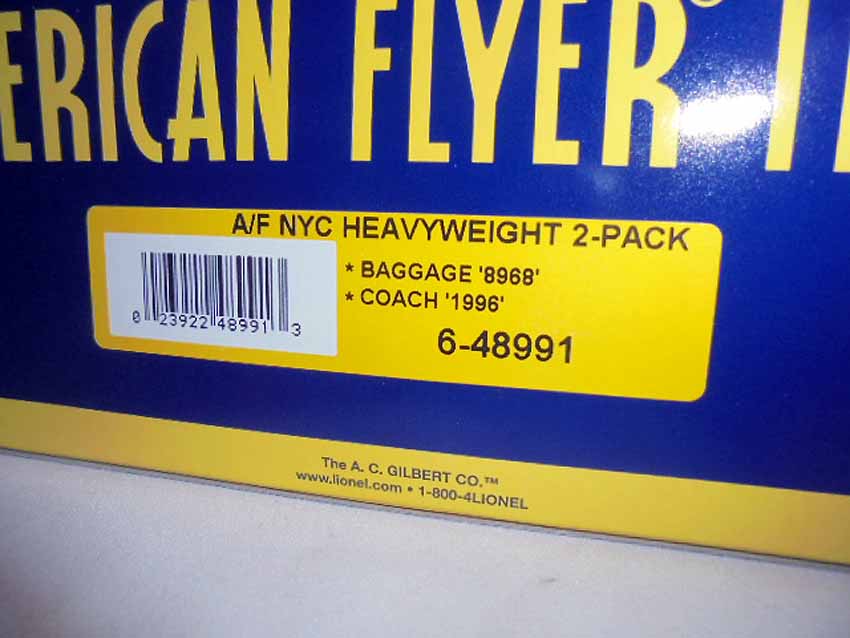 ERICAN FLYER®
A/F NYC HEAVYWEIGHT 2-PACK
* BAGGAGE '8968'
* COACH '1996'
6-48991
0 23922 48991 3
The A. C. GILBERT CO.™
www.lionel.com • 1-800-4LIONEL